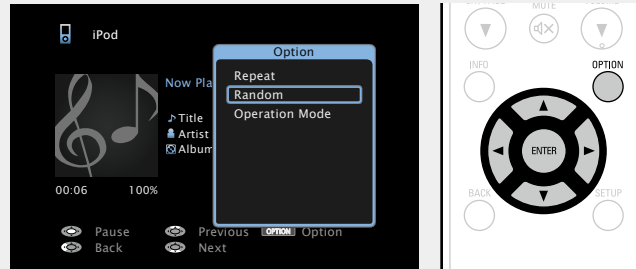 iPod
Option
Repeat
Random
Operation Mode
Now Pla
Title
Artist
Album
00:06 100%
Pause Previous OPTION Option
Back Next
MUTE
INFO OPTION
ENTER
BACK SETUP